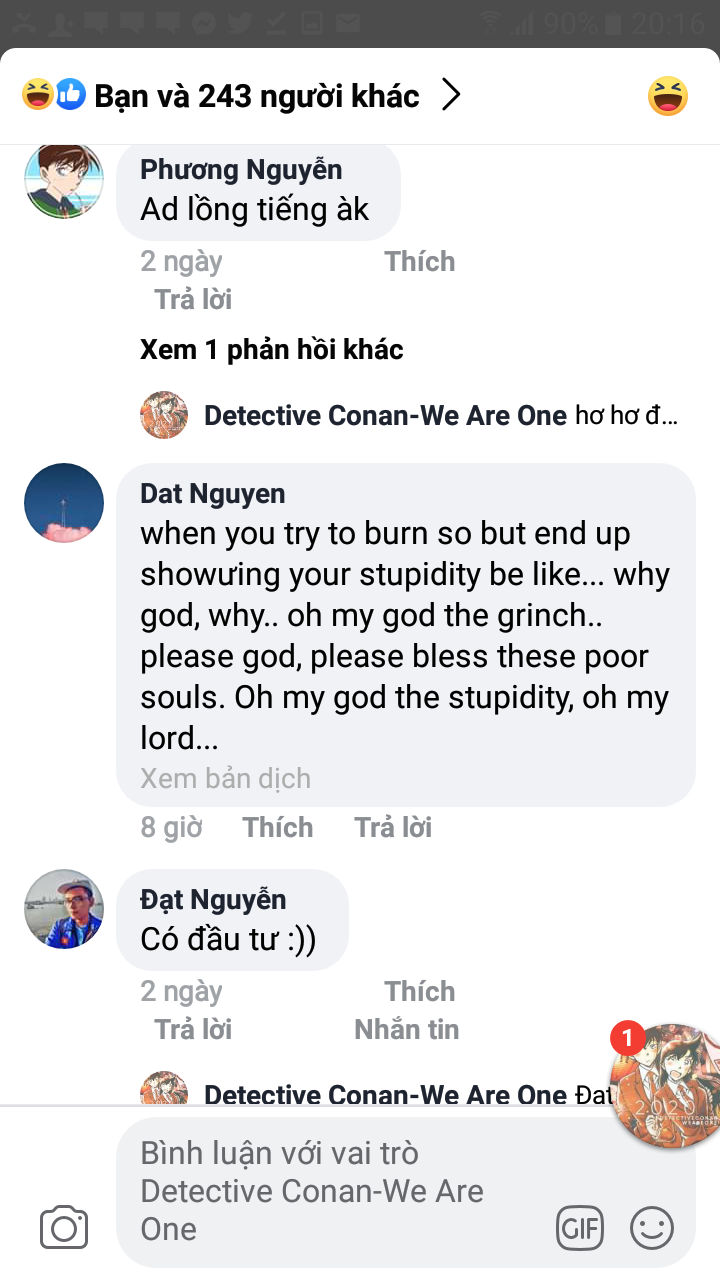 90% 20:16
Bạn và 243 người khác
Phương Nguyễn
Ad lồng tiếng àk
2 ngày Thích
Trả lời
Xem 1 phản hồi khác
Detective Conan-We Are One hơ hơ đ...
Dat Nguyen
when you try to burn so but end up
showưing your stupidity be like... why
god, why.. oh my god the grinch..
please god, please bless these poor
souls. Oh my god the stupidity, oh my
lord...
Xem bản dịch
8 giờ Thích Trả lời
Đạt Nguyễn
Có đầu tư :))
2 ngày Thích
Trả lời Nhắn tin
1
Detective Conan-We Are One Đạt
2.0.2.0
Bình luận với vai trò
Detective Conan-We Are
One
GIF